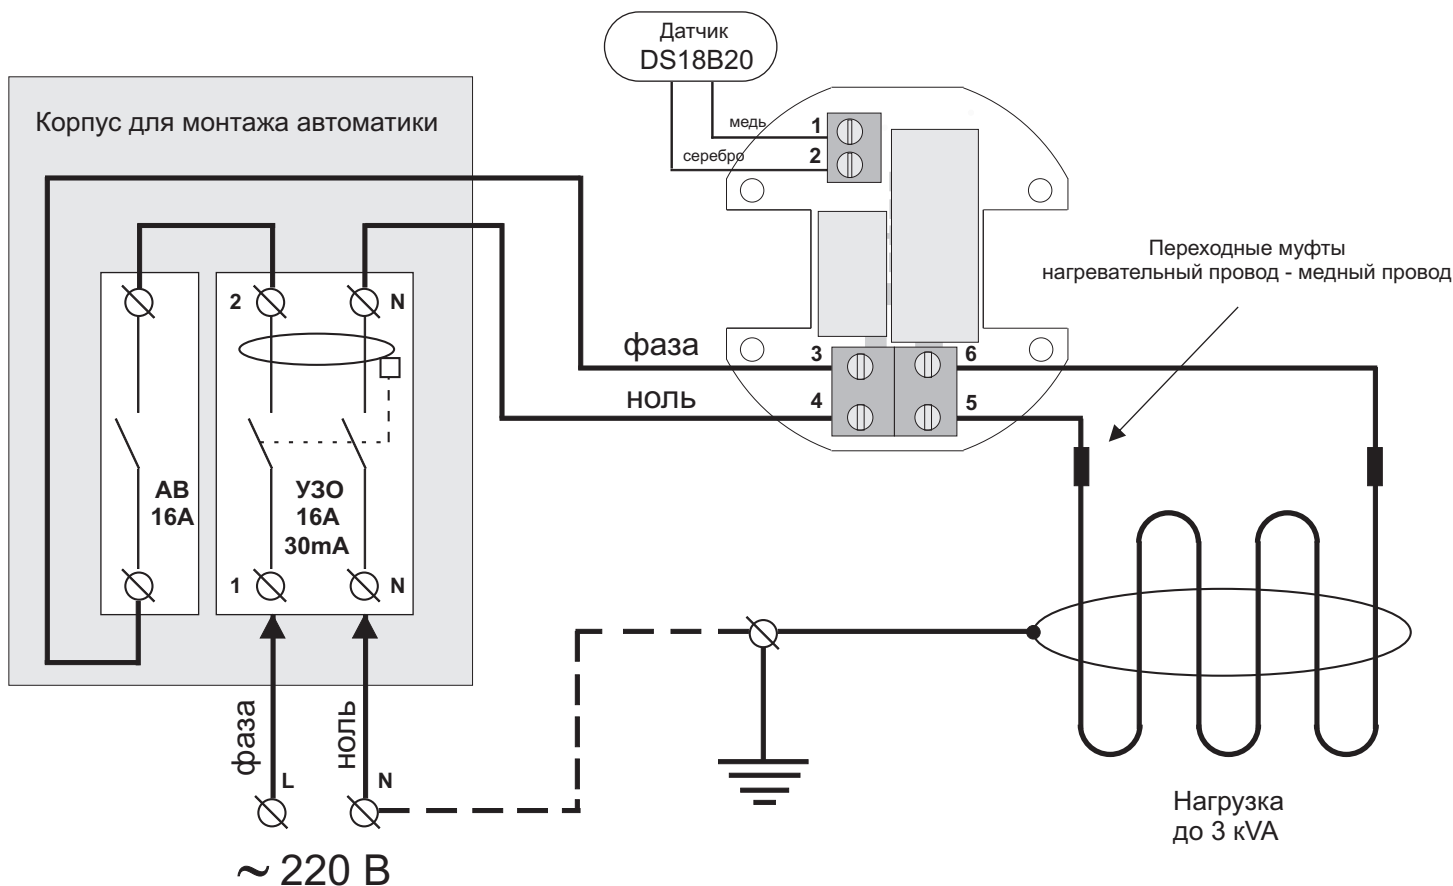 Датчик
DS18B20
Корпус для монтажа автоматики
медь
1
серебро
2
Переходные муфты
нагревательный провод - медный провод
2
N
фаза
3
6
ноль
4
5
АВ
16А
УЗО
16А
30mA
1
N
фаза
ноль
L
N
~ 220 В
Нагрузка
до 3 кVA